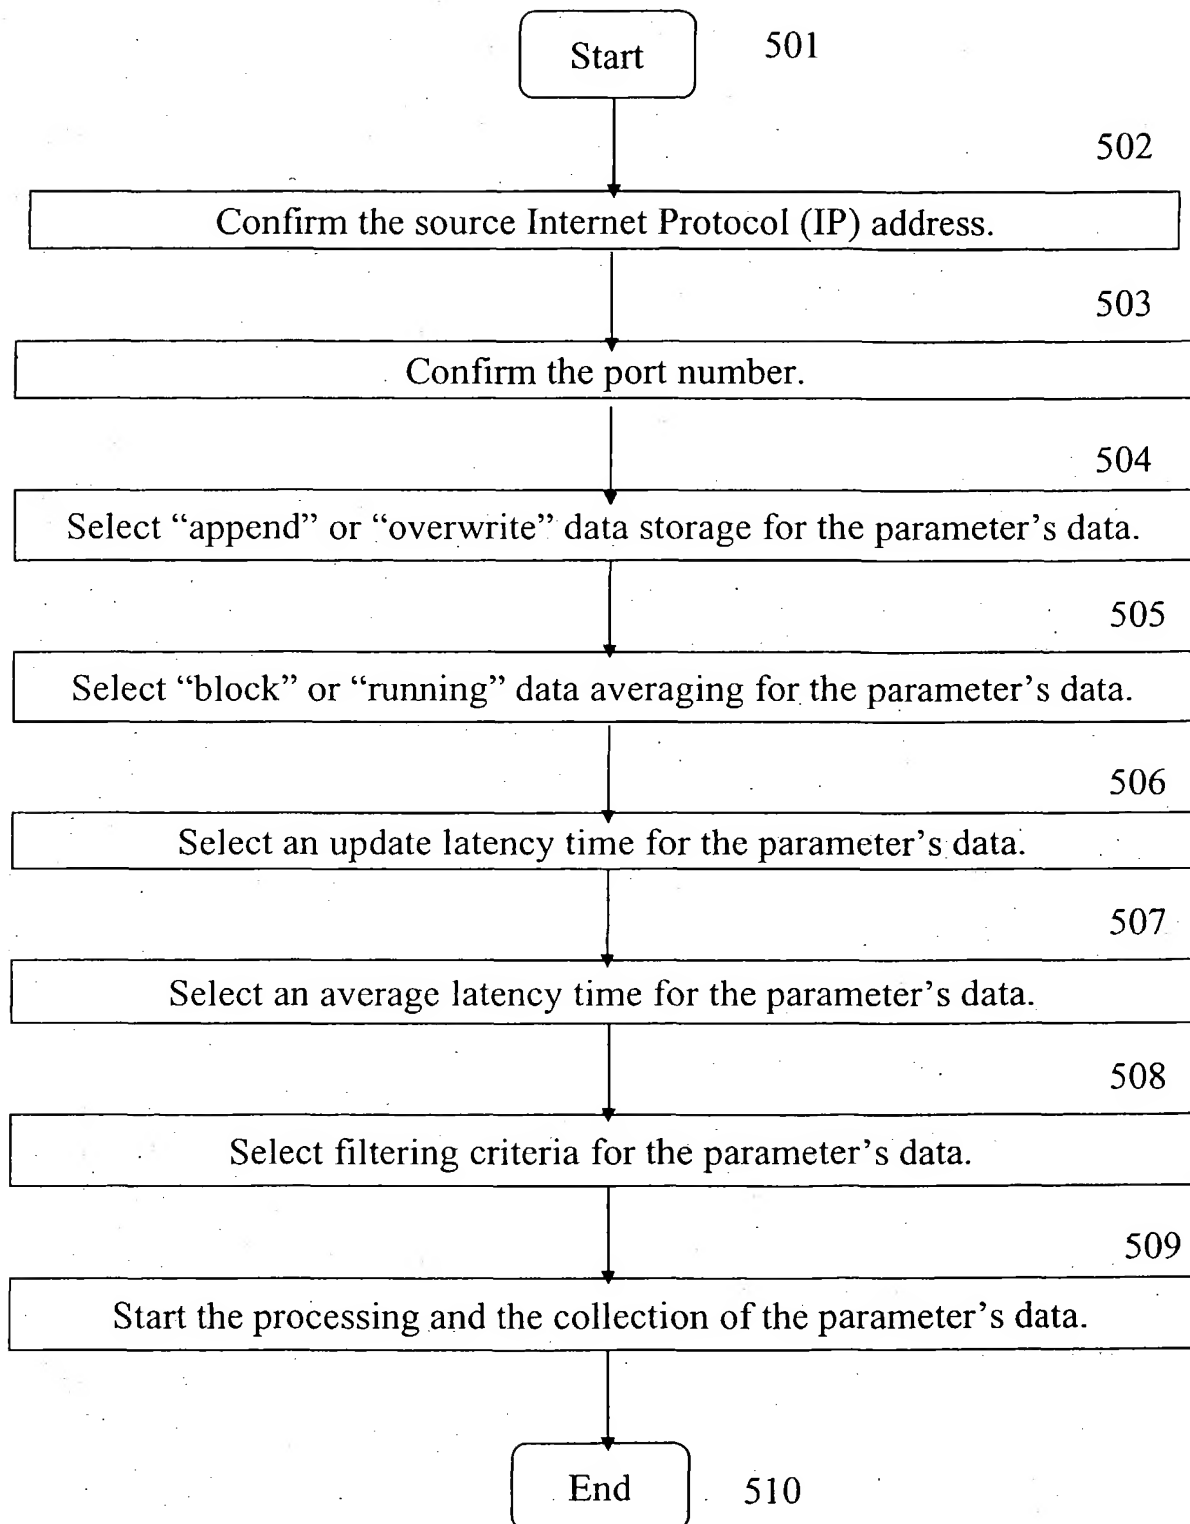 Start
501
502
Confirm the source Internet Protocol (IP) address.
503
Confirm the port number.
504
Select “append” or “overwrite” data storage for the parameter’s data.
505
Select “block” or “running” data averaging for the parameter’s data.
506
Select an update latency time for the parameter’s data.
507
Select an average latency time for the parameter’s data.
508
Select filtering criteria for the parameter’s data.
509
Start the processing and the collection of the parameter’s data.
End
510